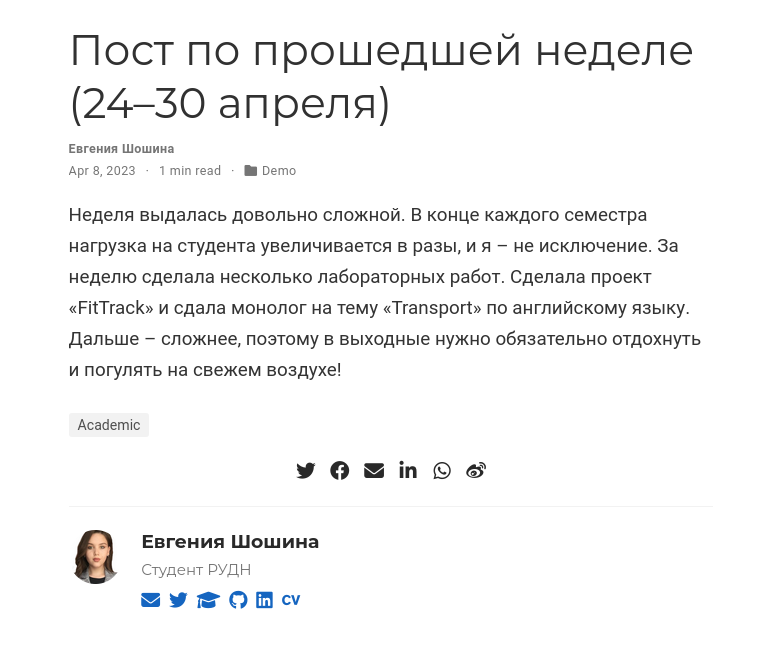 Пост по прошедшей неделе
(24–30 апреля)
Евгения Шошина
Apr 8, 2023 · 1 min read · Demo
Неделя выдалась довольно сложной. В конце каждого семестра
нагрузка на студента увеличивается в разы, и я – не исключение. За
неделю сделала несколько лабораторных работ. Сделала проект
«FitTrack» и сдала монолог на тему «Transport» по английскому языку.
Дальше – сложнее, поэтому в выходные нужно обязательно отдохнуть
и погулять на свежем воздухе!
Academic
Евгения Шошина
Студент РУДН
CV